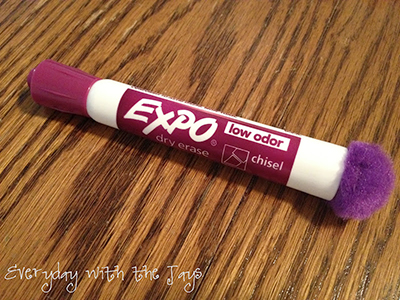 EXPO®
low odor
dry erase
chisel
Everyday with the Jays